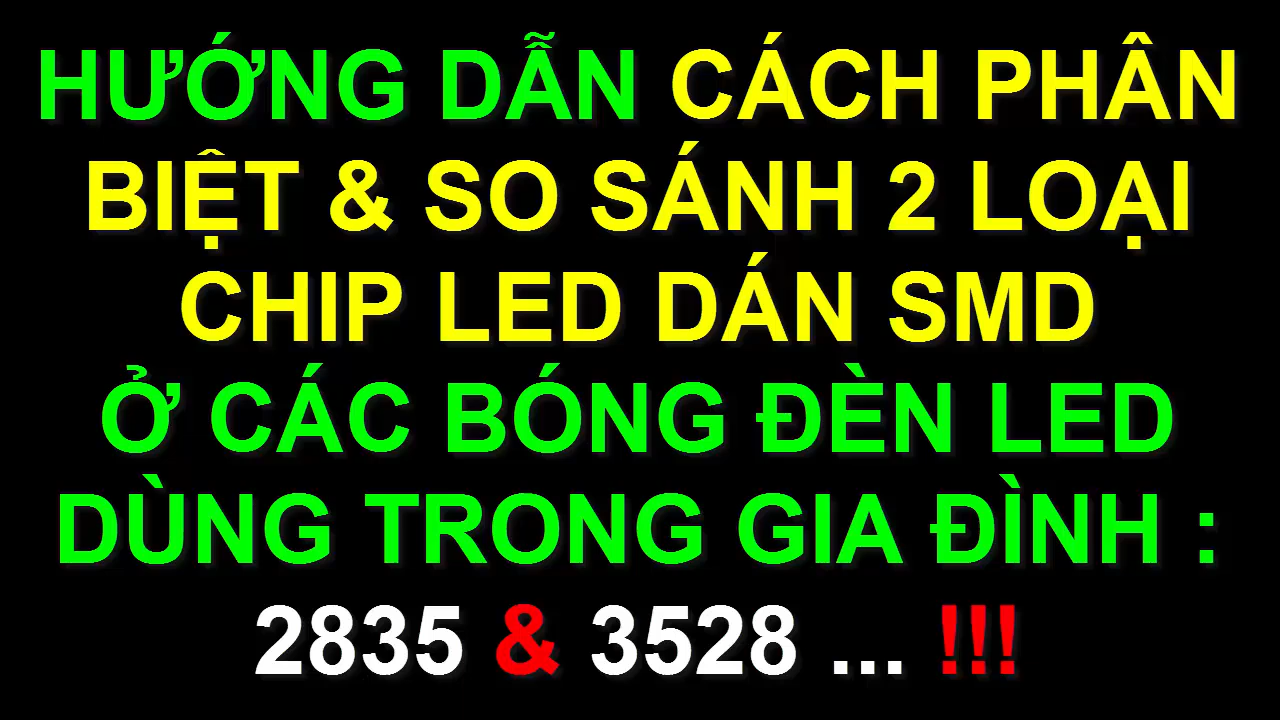 HƯỚNG DẪN CÁCH PHÂN
BIỆT & SO SÁNH 2 LOẠI
CHIP LED DÁN SMD
Ở CÁC BÓNG ĐÈN LED
DÙNG TRONG GIA ĐÌNH :
2835 & 3528 ... !!!